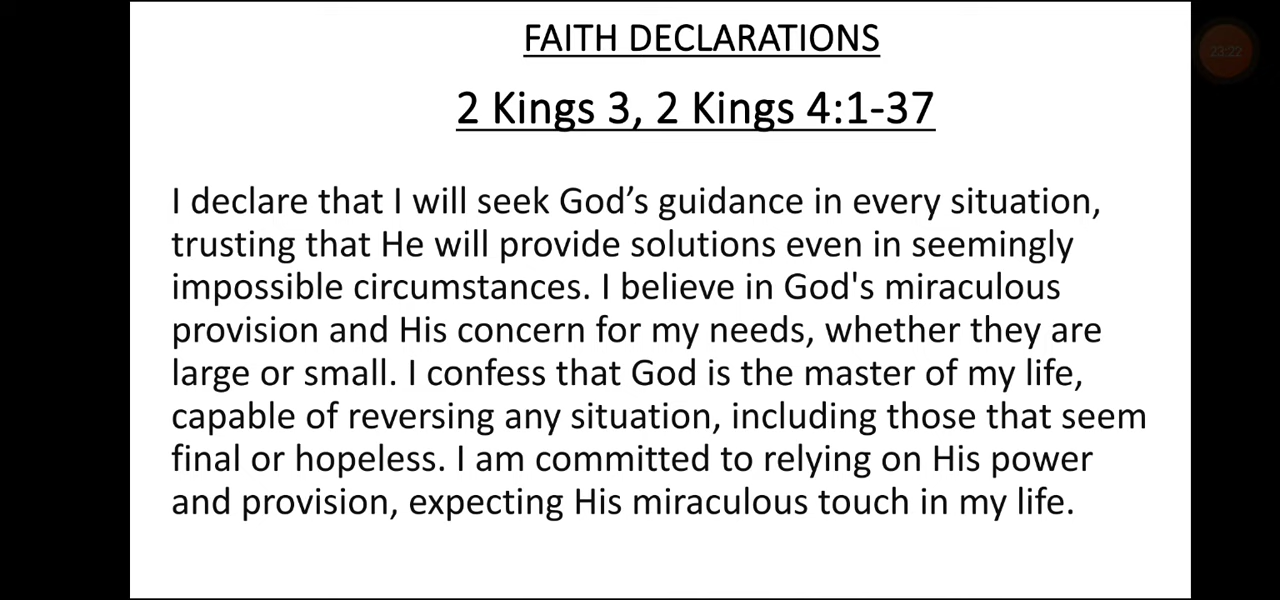 FAITH DECLARATIONS
23:22
2 Kings 3, 2 Kings 4:1-37
I declare that I will seek God’s guidance in every situation,
trusting that He will provide solutions even in seemingly
impossible circumstances. I believe in God's miraculous
provision and His concern for my needs, whether they are
large or small. I confess that God is the master of my life,
capable of reversing any situation, including those that seem
final or hopeless. I am committed to relying on His power
and provision, expecting His miraculous touch in my life.